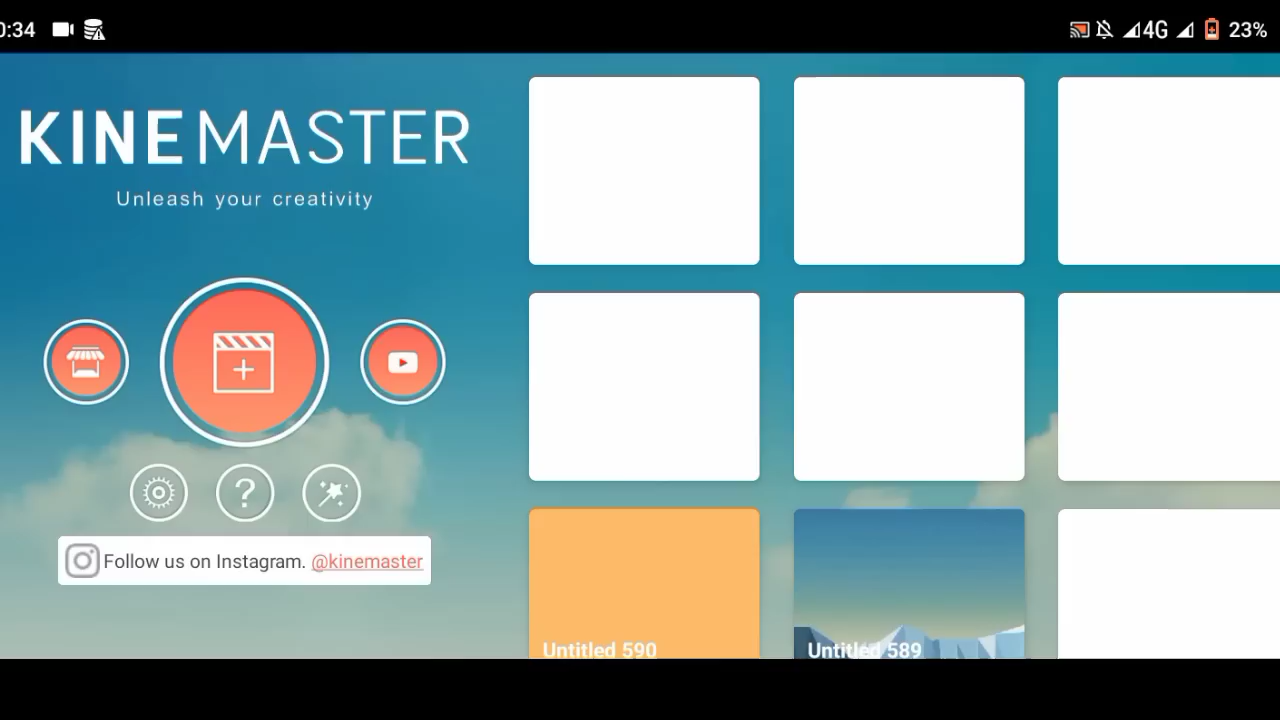 0:34
4G
23%
KINEMASTER
Unleash your creativity
Follow us on Instagram. @kinemaster
Untitled 590
Untitled 589